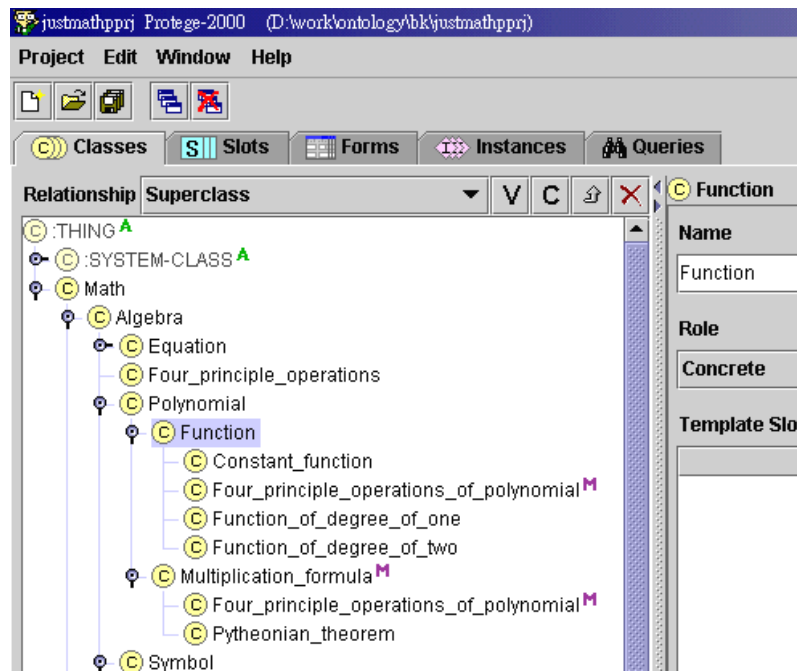 justmathpprj Protege-2000 (D:\work\ontology\bk\justmathpprj)
Project Edit Window Help
C Classes S Slots Forms I Instances Queries
Relationship Superclass V C
C :THING A
C :SYSTEM-CLASS A
C Math
C Algebra
C Equation
C Four_principle_operations
C Polynomial
C Function
C Constant_function
C Four_principle_operations_of_polynomial M
C Function_of_degree_of_one
C Function_of_degree_of_two
C Multiplication_formula M
C Four_principle_operations_of_polynomial M
C Pytheonian_theorem
C Symbol
C Function
Name
Function
Role
Concrete
Template Slo